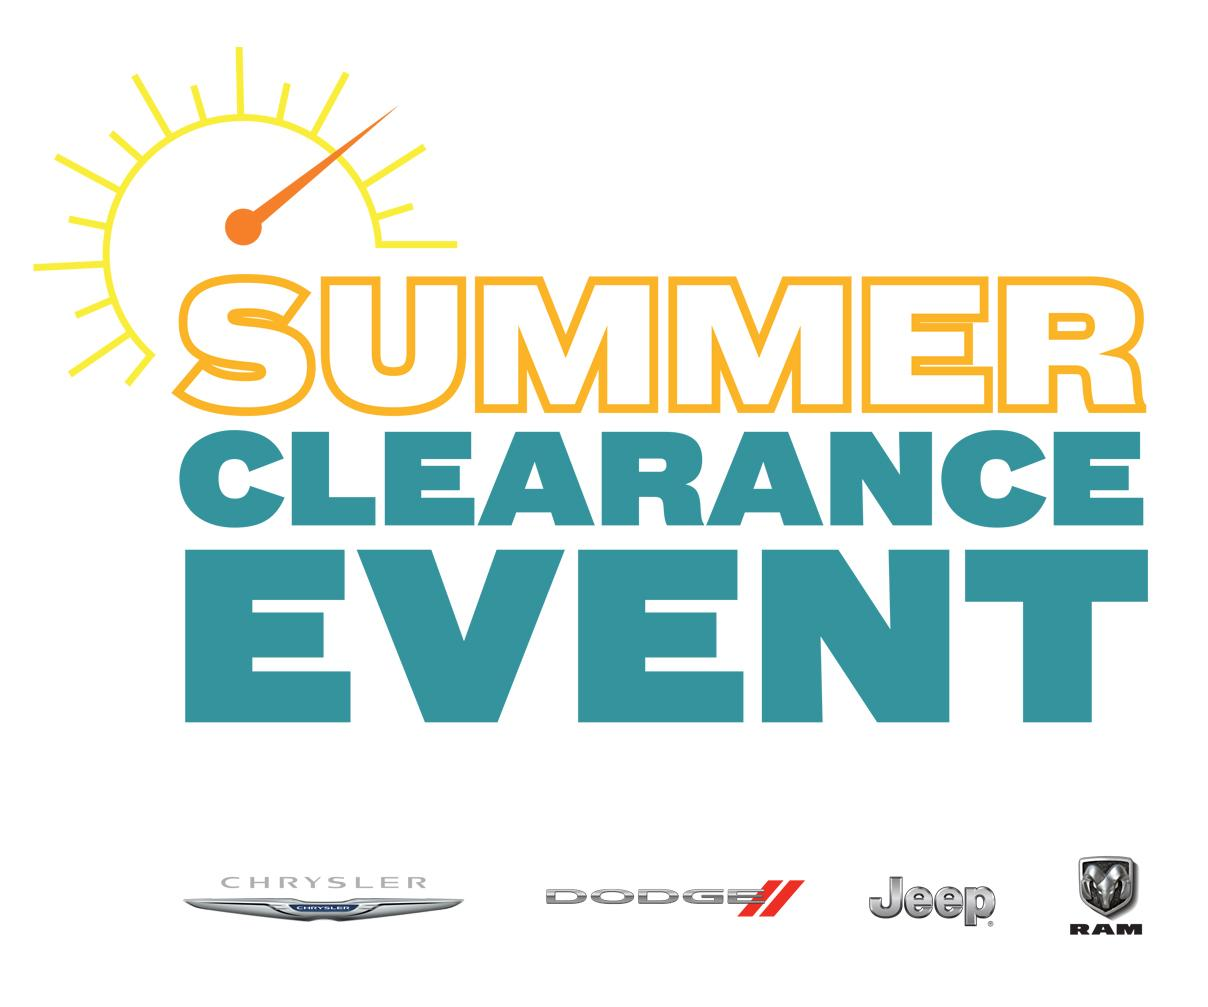 SUMMER
CLEARANCE
EVENT
CHRYSLER
CHRYSLER
DODGE
Jeep®
RAM